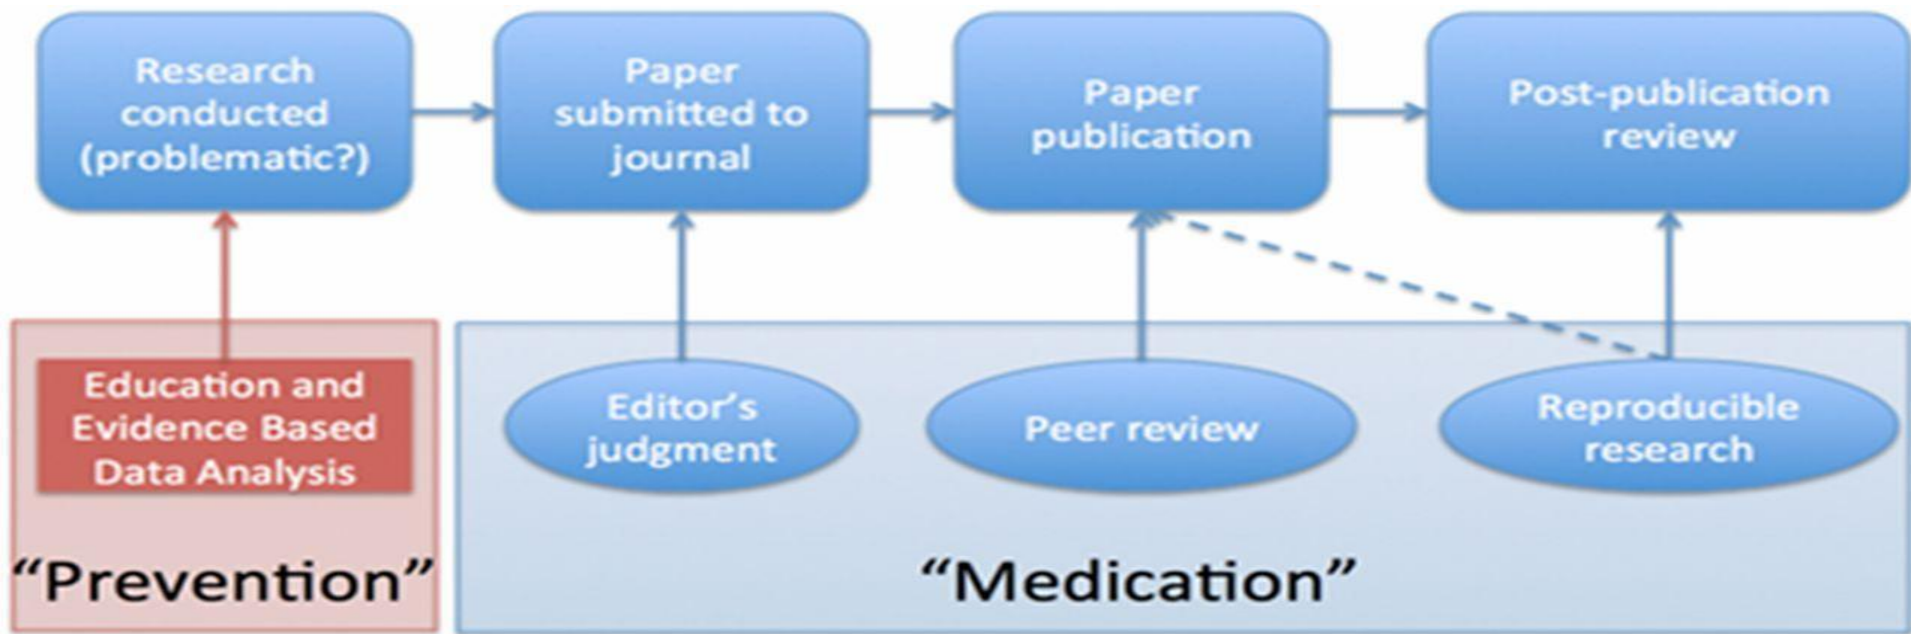 Research
conducted
(problematic?)
Paper
submitted to
journal
Paper
publication
Post-publication
review
Education and
Evidence Based
Data Analysis
Editor’s
judgment
Peer review
Reproducible
research
“Prevention”
“Medication”